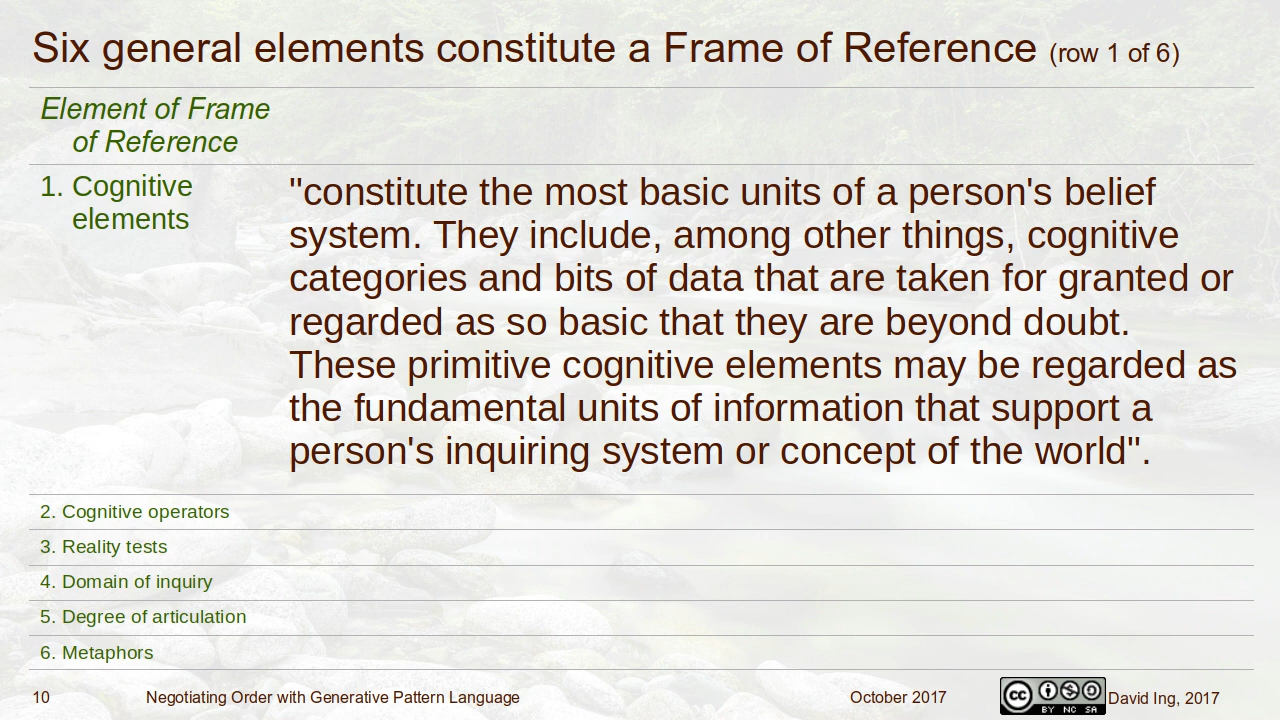 Six general elements constitute a Frame of Reference (row 1 of 6)
Element of Frame
of Reference
1. Cognitive
elements
"constitute the most basic units of a person's belief
system. They include, among other things, cognitive
categories and bits of data that are taken for granted or
regarded as so basic that they are beyond doubt.
These primitive cognitive elements may be regarded as
the fundamental units of information that support a
person's inquiring system or concept of the world".
2. Cognitive operators
3. Reality tests
4. Domain of inquiry
5. Degree of articulation
6. Metaphors
10 Negotiating Order with Generative Pattern Language October 2017 cc BY NC SA David Ing, 2017